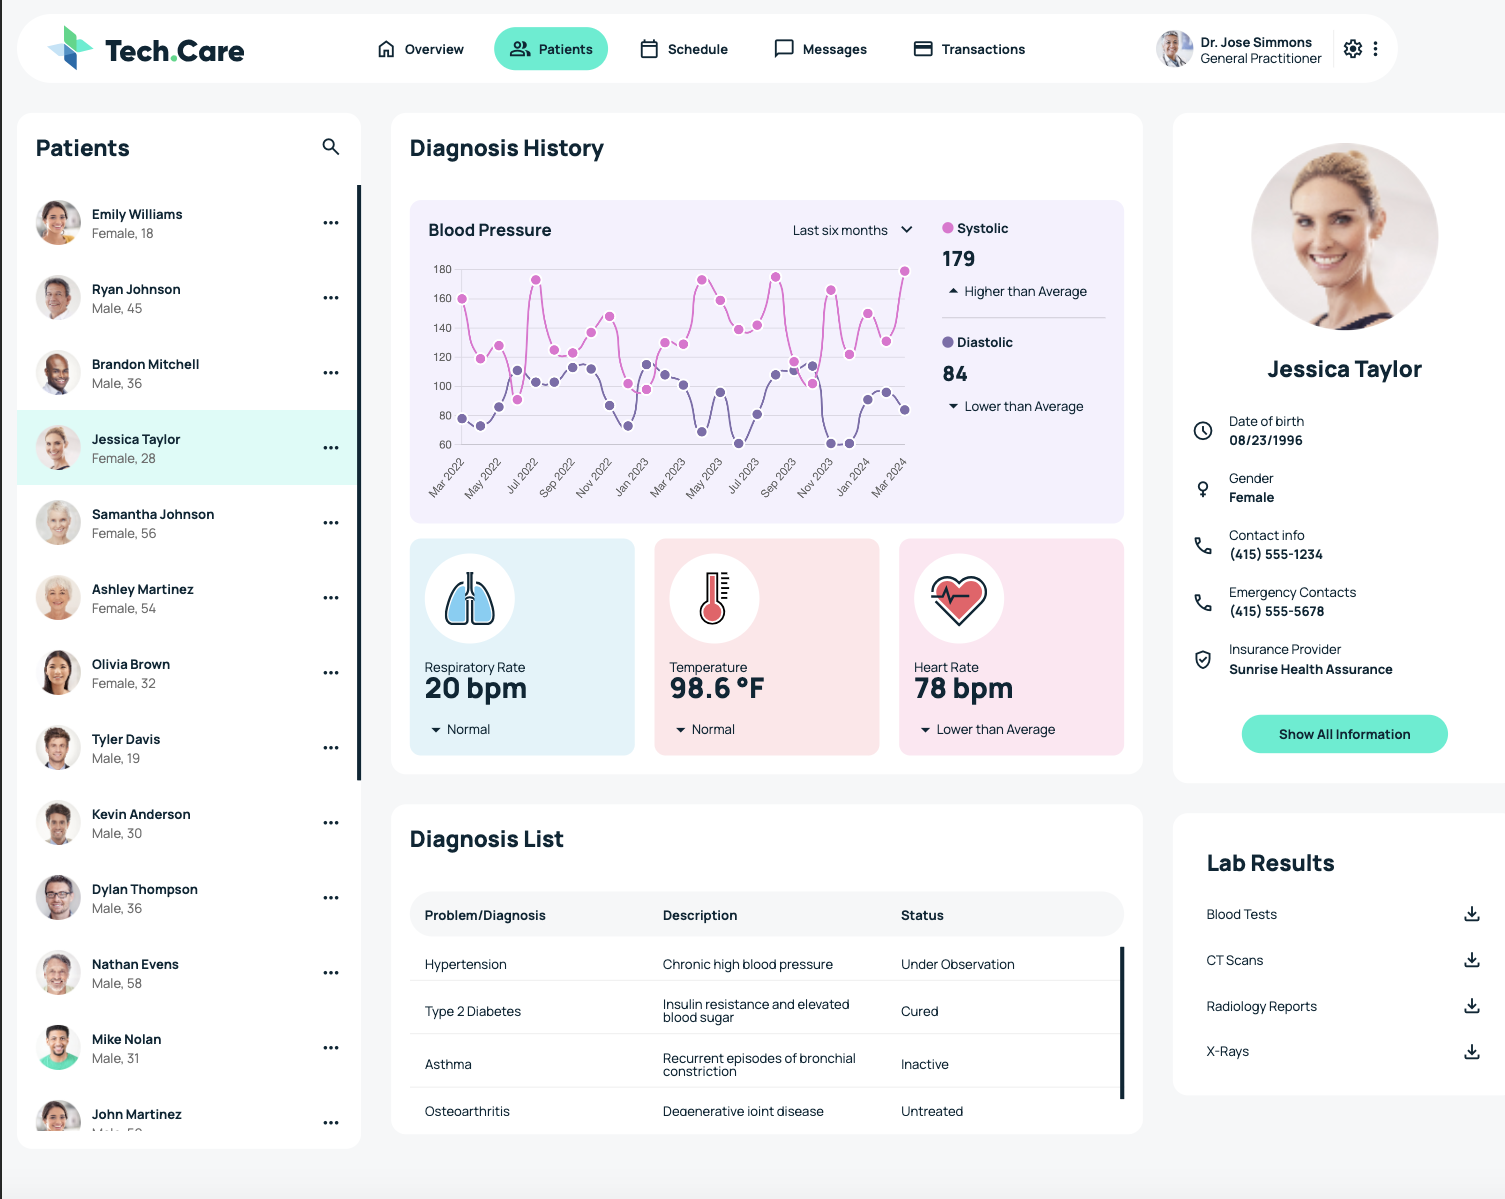 Tech.Care
Overview
Patients
Schedule
Messages
Transactions
Dr. Jose Simmons
General Practitioner
Patients
Emily Williams
Female, 18
Ryan Johnson
Male, 45
Brandon Mitchell
Male, 36
Jessica Taylor
Female, 28
Samantha Johnson
Female, 56
Ashley Martinez
Female, 54
Olivia Brown
Female, 32
Tyler Davis
Male, 19
Kevin Anderson
Male, 30
Dylan Thompson
Male, 36
Nathan Evens
Male, 58
Mike Nolan
Male, 31
John Martinez
Diagnosis History
Blood Pressure
Last six months
180
160
140
120
100
80
60
Mar 2022
May 2022
Jul 2022
Sep 2022
Nov 2022
Jan 2023
Mar 2023
May 2023
Jul 2023
Sep 2023
Nov 2023
Jan 2024
Mar 2024
Systolic
179
Higher than Average
Diastolic
84
Lower than Average
Respiratory Rate
20 bpm
Normal
Temperature
98.6 °F
Normal
Heart Rate
78 bpm
Lower than Average
Diagnosis List
Problem/Diagnosis Description Status
Hypertension Chronic high blood pressure Under Observation
Type 2 Diabetes Insulin resistance and elevated
blood sugar Cured
Asthma Recurrent episodes of bronchial
constriction Inactive
Osteoarthritis Degenerative joint disease Untreated
Jessica Taylor
Date of birth
08/23/1996
Gender
Female
Contact info
(415) 555-1234
Emergency Contacts
(415) 555-5678
Insurance Provider
Sunrise Health Assurance
Show All Information
Lab Results
Blood Tests
CT Scans
Radiology Reports
X-Rays